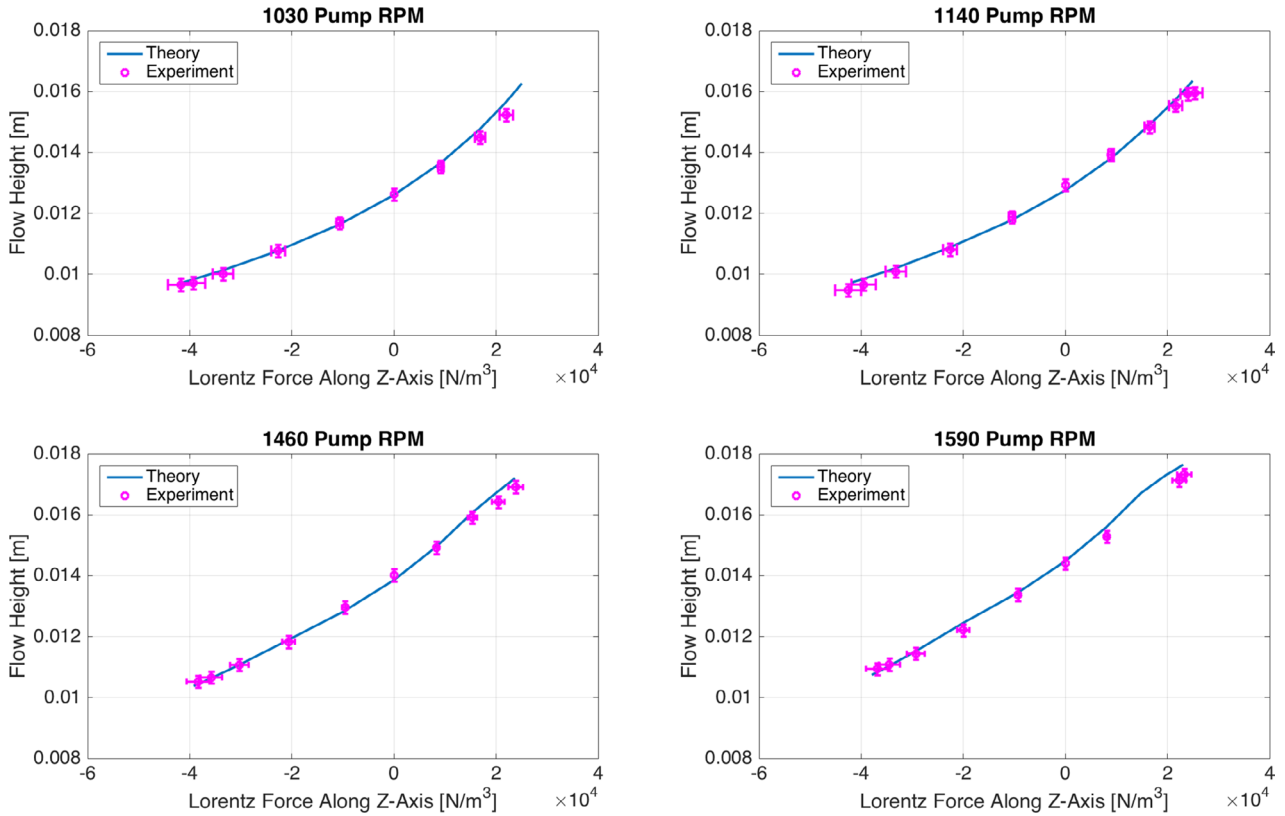 1030 Pump RPM
Theory
Experiment
0.018
0.016
0.014
0.012
0.01
0.008
Flow Height [m]
-6 -4 -2 0 2 4
Lorentz Force Along Z-Axis [N/m³] ×10⁴
1140 Pump RPM
Theory
Experiment
0.018
0.016
0.014
0.012
0.01
0.008
Flow Height [m]
-6 -4 -2 0 2 4
Lorentz Force Along Z-Axis [N/m³] ×10⁴
1460 Pump RPM
Theory
Experiment
0.018
0.016
0.014
0.012
0.01
0.008
Flow Height [m]
-6 -4 -2 0 2 4
Lorentz Force Along Z-Axis [N/m³] ×10⁴
1590 Pump RPM
Theory
Experiment
0.018
0.016
0.014
0.012
0.01
0.008
Flow Height [m]
-6 -4 -2 0 2 4
Lorentz Force Along Z-Axis [N/m³] ×10⁴